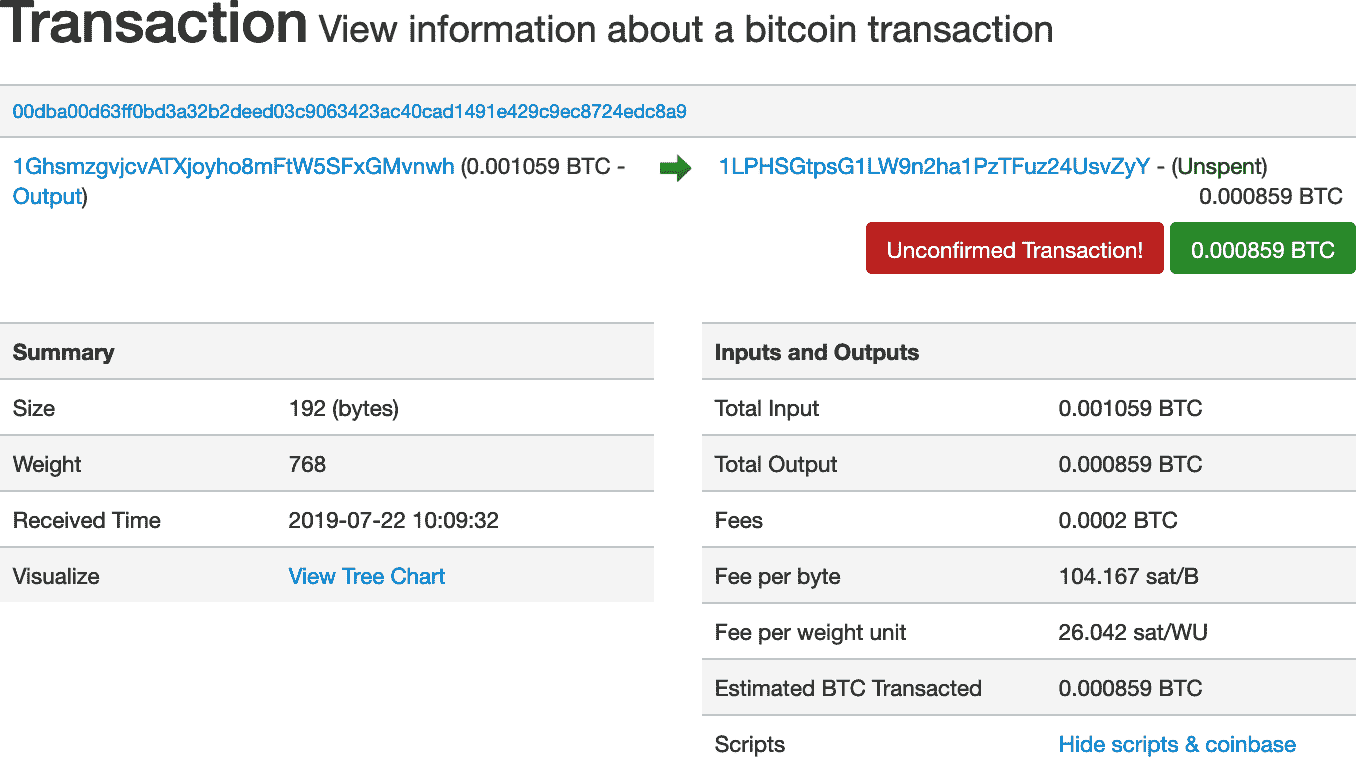 Transaction View information about a bitcoin transaction
00dba00d63ff0bd3a32b2deed03c9063423ac40cad1491e429c9ec8724edc8a9
1GhsmzgvjcvATXjoyho8mFtW5SFxGMvnwh (0.001059 BTC -
Output)
1LPHSGtpsG1LW9n2ha1PzTFuz24UsvZyY - (Unspent)
0.000859 BTC
Unconfirmed Transaction! 0.000859 BTC
Summary
Size 192 (bytes)
Weight 768
Received Time 2019-07-22 10:09:32
Visualize View Tree Chart
Inputs and Outputs
Total Input 0.001059 BTC
Total Output 0.000859 BTC
Fees 0.0002 BTC
Fee per byte 104.167 sat/B
Fee per weight unit 26.042 sat/WU
Estimated BTC Transacted 0.000859 BTC
Scripts Hide scripts & coinbase